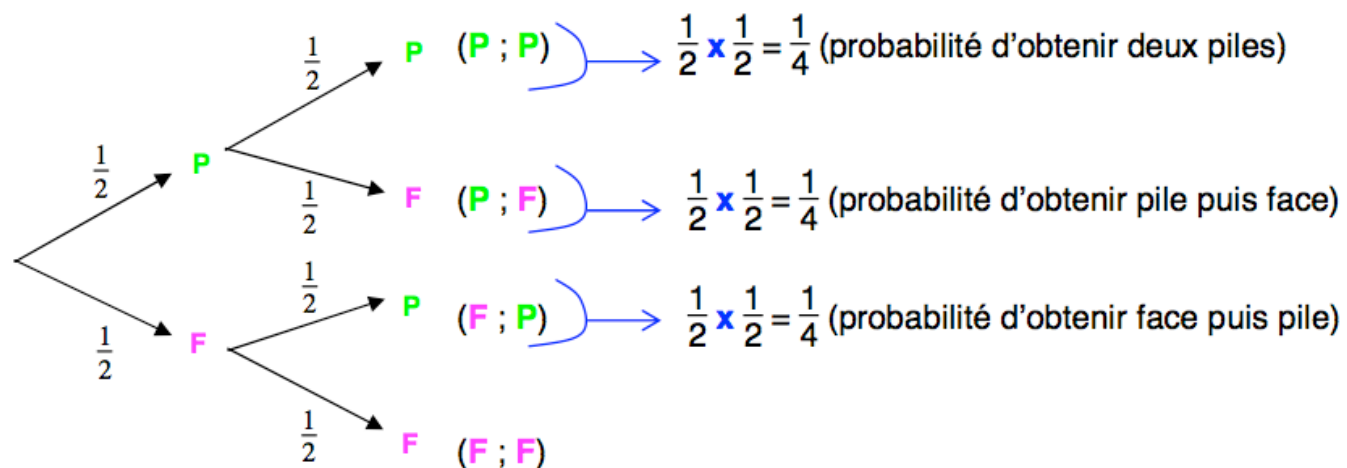 1/2 P (P ; P) 1/2 x 1/2 = 1/4 (probabilité d'obtenir deux piles)
1/2 P
1/2 F (P ; F) 1/2 x 1/2 = 1/4 (probabilité d'obtenir pile puis face)
1/2 P (F ; P) 1/2 x 1/2 = 1/4 (probabilité d'obtenir face puis pile)
1/2 F
1/2 F (F ; F)